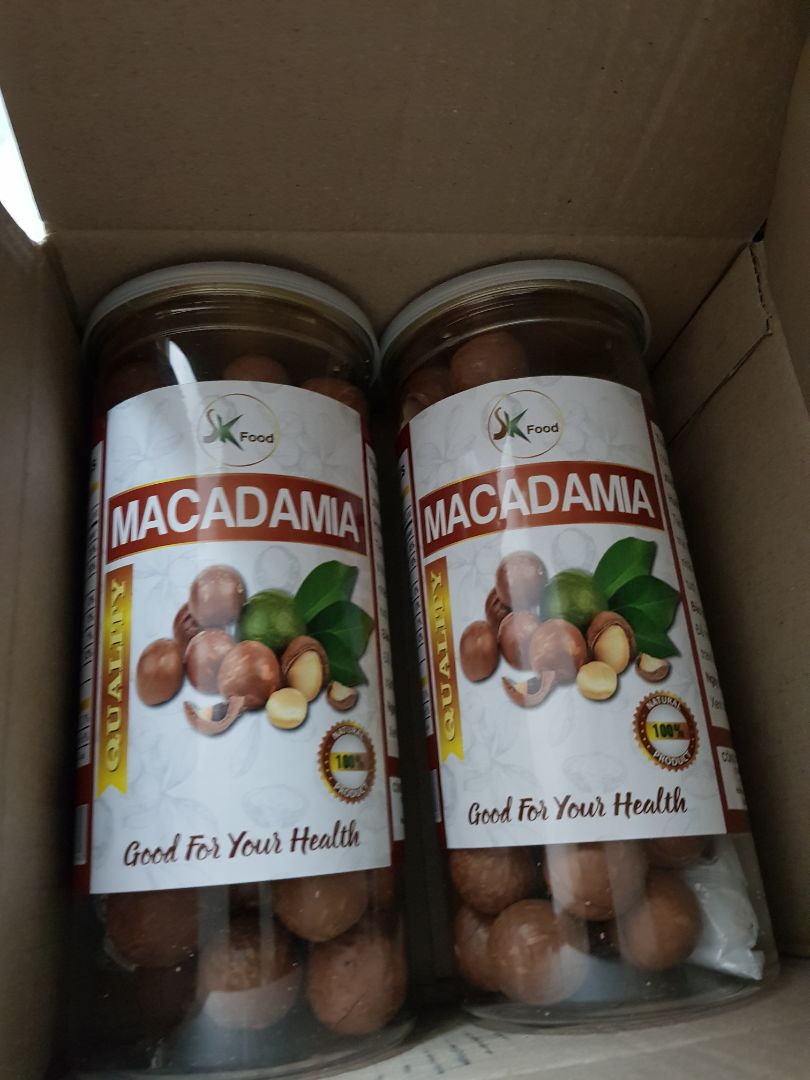 SK Food
MACADAMIA
QUALITY
NATURAL
100%
PRODUCT
Good For Your Health
SK Food
MACADAMIA
QUALITY
NATURAL
100%
PRODUCT
Good For Your Health